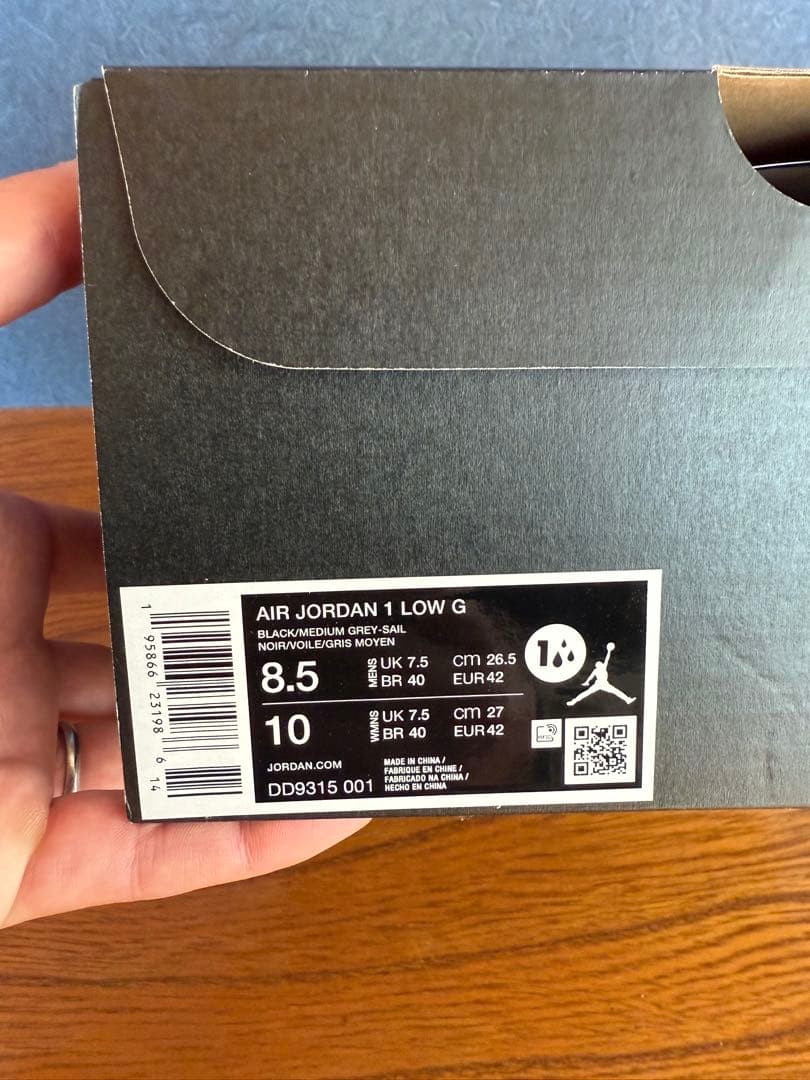 AIR JORDAN 1 LOW G
BLACK/MEDIUM GREY-SAIL
NOIR/VOILE/GRIS MOYEN
8.5 MENS UK 7.5 cm 26.5
BR 40 EUR 42
10 WMNS UK 7.5 cm 27
BR 40 EUR 42
JORDAN.COM
DD9315 001
MADE IN CHINA /
FABRIQUE EN CHINE /
FABRICADO NA CHINA /
HECHO EN CHINA
1
1 95866 23198 6 14